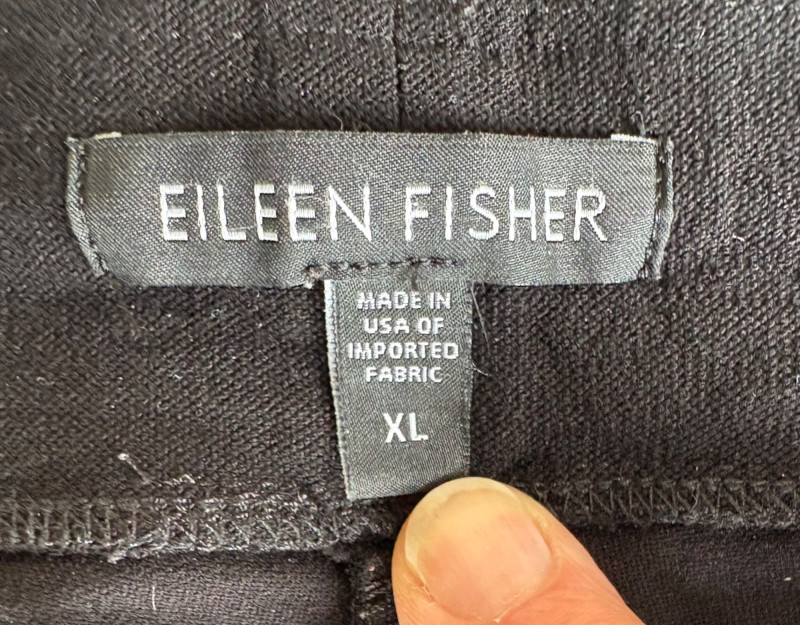 EILEEN FISHER
MADE IN
USA OF
IMPORTED
FABRIC
XL